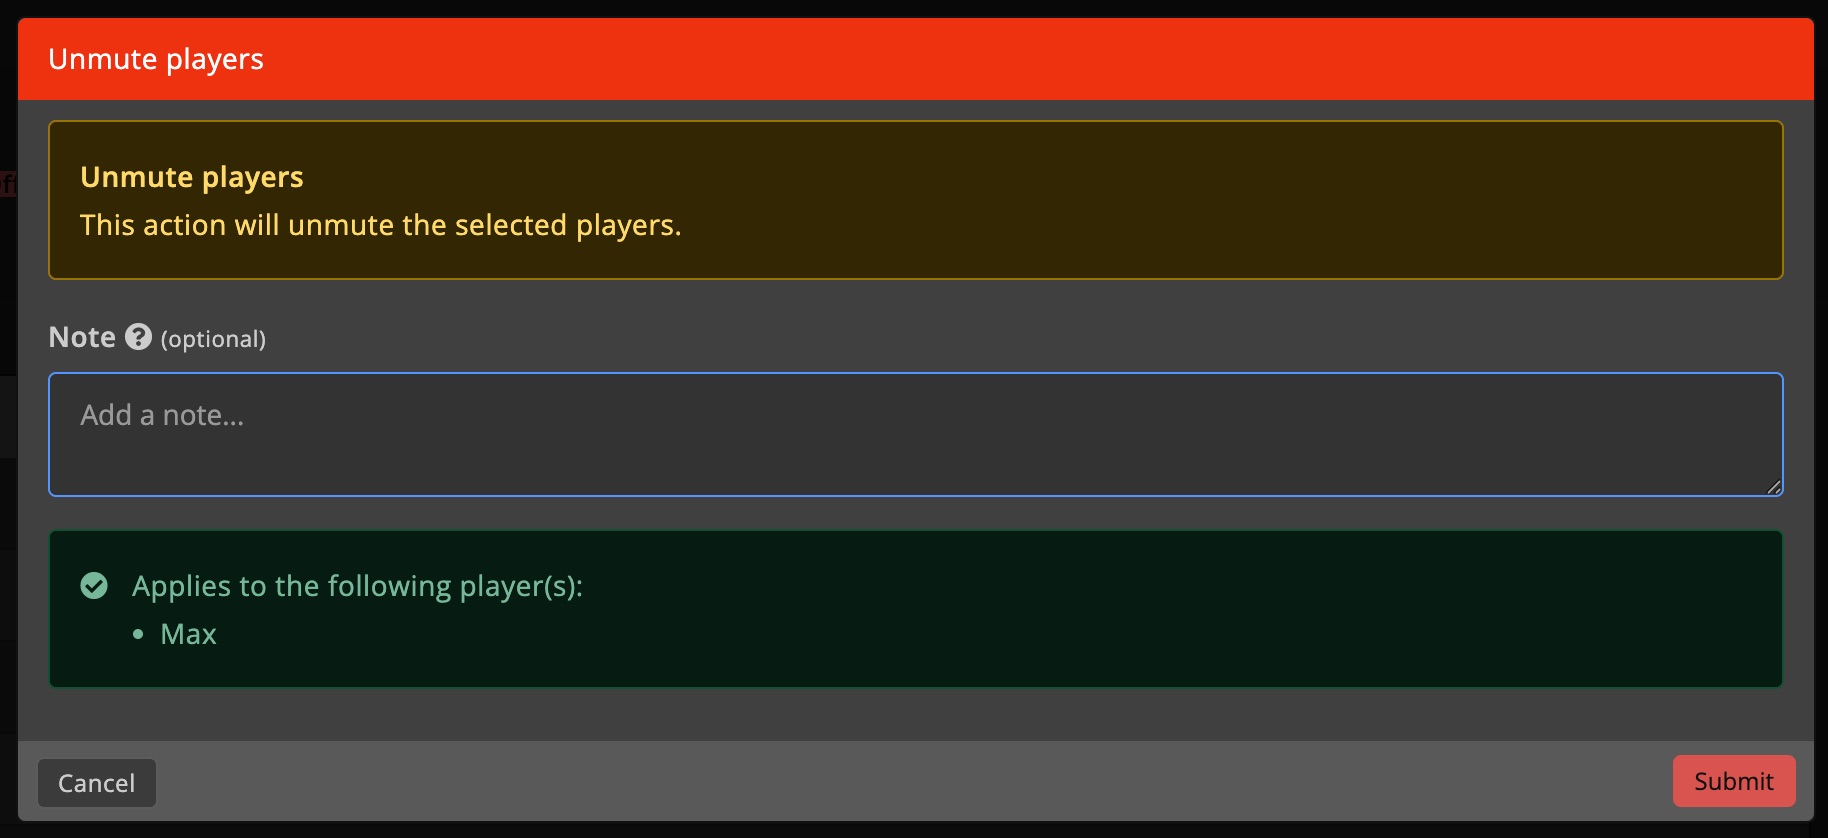 Unmute players
Unmute players
This action will unmute the selected players.
Note ? (optional)
Add a note...
Applies to the following player(s):
• Max
Cancel
Submit